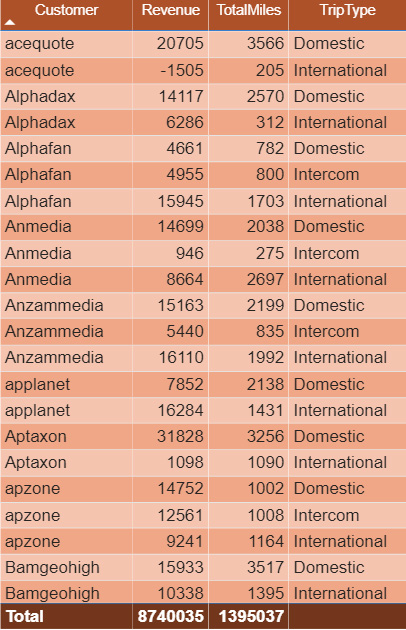 Customer Revenue TotalMiles TripType
acequote 20705 3566 Domestic
acequote -1505 205 International
Alphadax 14117 2570 Domestic
Alphadax 6286 312 International
Alphafan 4661 782 Domestic
Alphafan 4955 800 Intercom
Alphafan 15945 1703 International
Anmedia 14699 2038 Domestic
Anmedia 946 275 Intercom
Anmedia 8664 2697 International
Anzammedia 15163 2199 Domestic
Anzammedia 5440 835 Intercom
Anzammedia 16110 1992 International
applanet 7852 2138 Domestic
applanet 16284 1431 International
Aptaxon 31828 3256 Domestic
Aptaxon 1098 1090 International
apzone 14752 1002 Domestic
apzone 12561 1008 Intercom
apzone 9241 1164 International
Bamgeohigh 15933 3517 Domestic
Bamgeohigh 10338 1395 International
Total 8740035 1395037